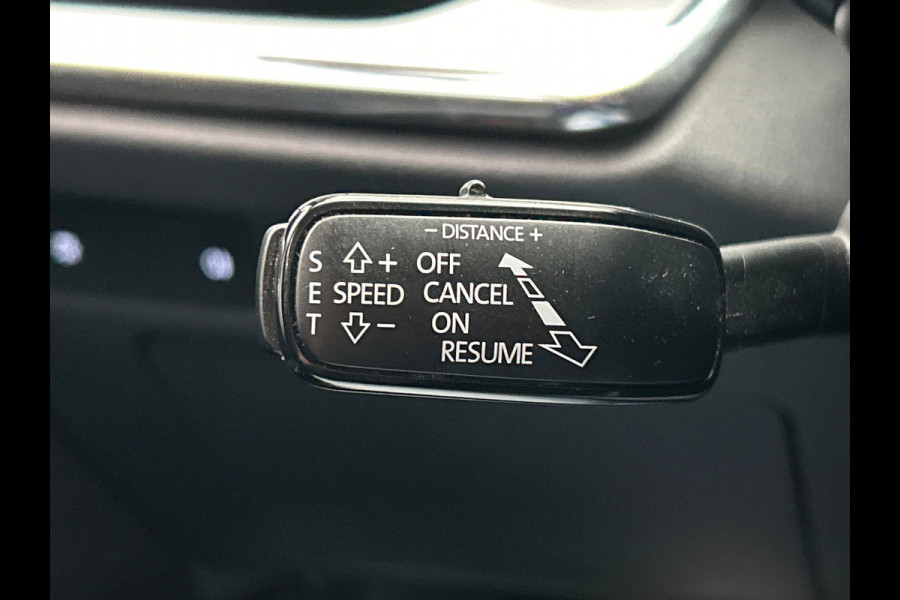 − DISTANCE +
S + OFF
E SPEED CANCEL
T − ON
RESUME